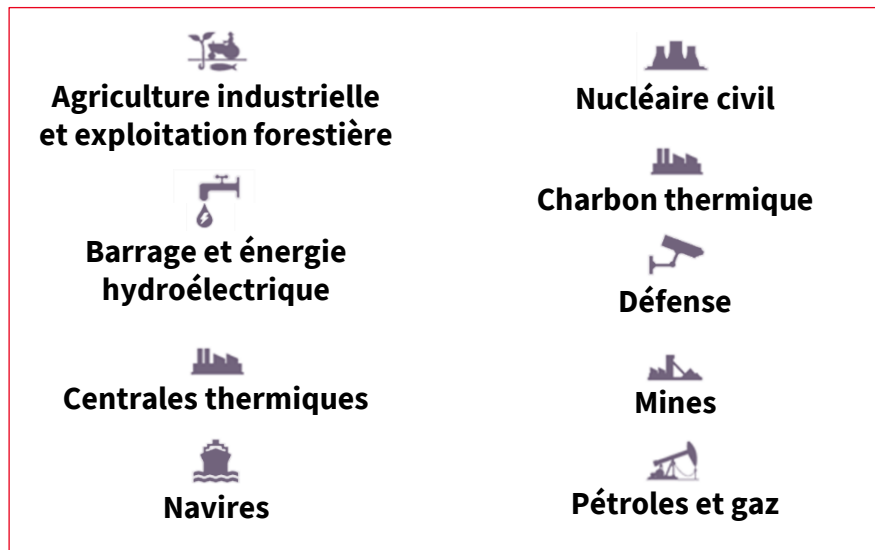 Agriculture industrielle
et exploitation forestière
Barrage et énergie
hydroélectrique
Centrales thermiques
Navires
Nucléaire civil
Charbon thermique
Défense
Mines
Pétroles et gaz